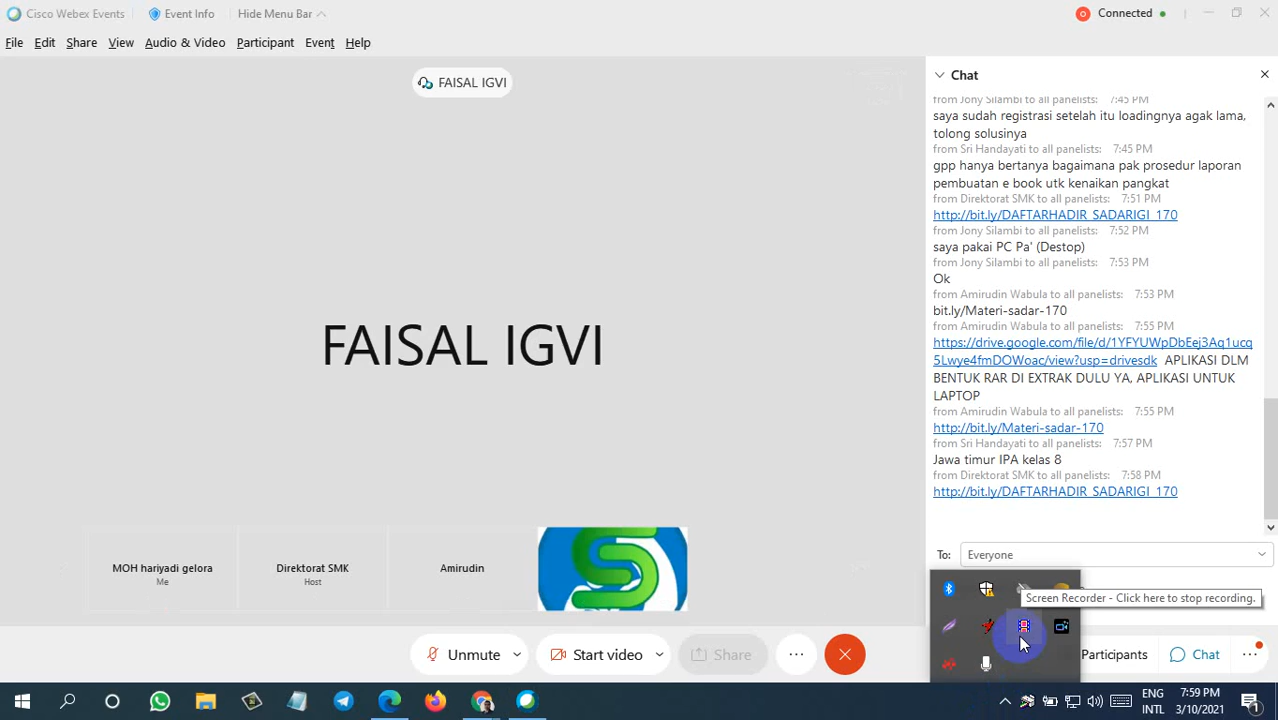 Cisco Webex Events
Event Info
Hide Menu Bar
Connected
File Edit Share View Audio & Video Participant Event Help
FAISAL IGVI
FAISAL IGVI
MOH hariyadi gelora
Me
Direktorat SMK
Host
Amirudin
Unmute
Start video
Share
Chat
from Jony Silambi to all panelists: 7:45 PM
saya sudah registrasi setelah itu loadingnya agak lama,
tolong solusinya
from Sri Handayati to all panelists: 7:45 PM
gpp hanya bertanya bagaimana pak prosedur laporan
pembuatan e book utk kenaikan pangkat
from Direktorat SMK to all panelists: 7:51 PM
http://bit.ly/DAFTARHADIR_SADARIGI_170
from Jony Silambi to all panelists: 7:52 PM
saya pakai PC Pa' (Destop)
from Jony Silambi to all panelists: 7:53 PM
Ok
from Amirudin Wabula to all panelists: 7:53 PM
bit.ly/Materi-sadar-170
from Amirudin Wabula to all panelists: 7:55 PM
https://drive.google.com/file/d/1YFYUWpDbEej3Aq1ucq
5Lwye4fmDOWoac/view?usp=drivesdk APLIKASI DLM
BENTUK RAR DI EXTRAK DULU YA, APLIKASI UNTUK
LAPTOP
from Amirudin Wabula to all panelists: 7:55 PM
http://bit.ly/Materi-sadar-170
from Sri Handayati to all panelists: 7:57 PM
Jawa timur IPA kelas 8
from Direktorat SMK to all panelists: 7:58 PM
http://bit.ly/DAFTARHADIR_SADARIGI_170
To: Everyone
Screen Recorder - Click here to stop recording.
Participants
Chat
ENG
INTL
7:59 PM
3/10/2021
1